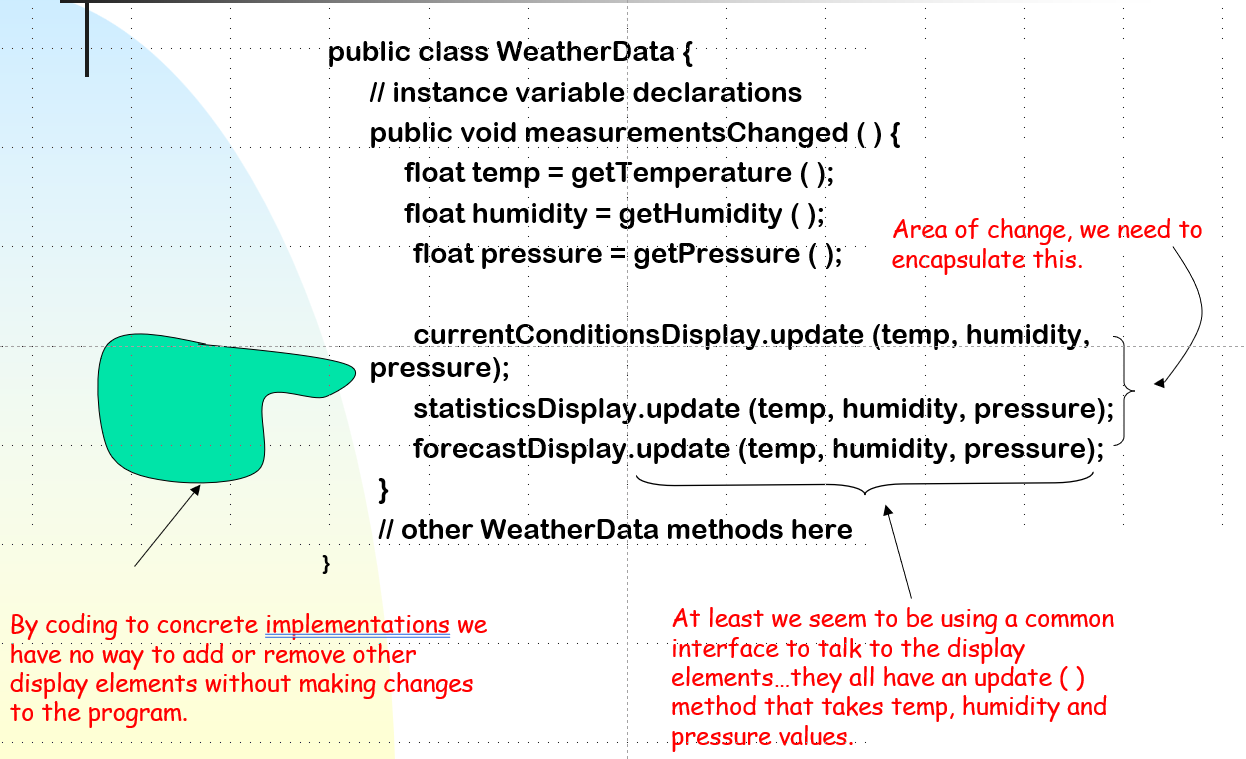 public class WeatherData {
// instance variable declarations
public void measurementsChanged ( ) {
float temp = getTemperature ( );
float humidity = getHumidity ( );
float pressure = getPressure ( );
Area of change, we need to
encapsulate this.
currentConditionsDisplay.update (temp, humidity,
pressure);
statisticsDisplay.update (temp, humidity, pressure);
forecastDisplay.update (temp, humidity, pressure);
}
// other WeatherData methods here
}
By coding to concrete implementations we
have no way to add or remove other
display elements without making changes
to the program.
At least we seem to be using a common
interface to talk to the display
elements…they all have an update ( )
method that takes temp, humidity and
pressure values.